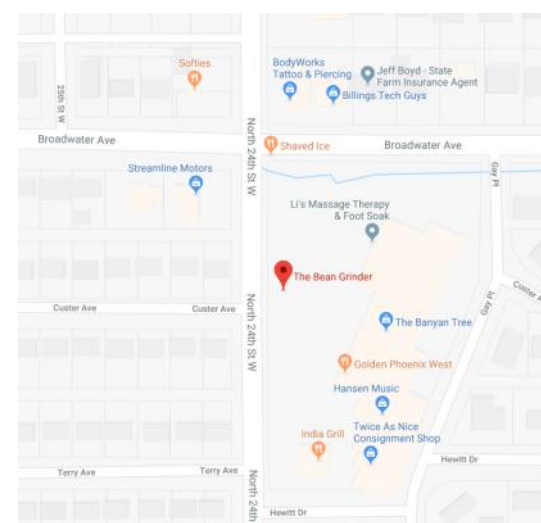 Softies
BodyWorks
Tattoo & Piercing
Jeff Boyd - State
Farm Insurance Agent
Billings Tech Guys
25th St W
North 24th St W
Broadwater Ave
Shaved Ice
Broadwater Ave
Streamline Motors
Gay Pl
Li's Massage Therapy
& Foot Soak
The Bean Grinder
Custer Ave
Custer Ave
North 24th St W
Gay Pl
Custer
The Banyan Tree
Golden Phoenix West
Hansen Music
Twice As Nice
Consignment Shop
India Grill
Hewitt Dr
Terry Ave
Terry Ave
North 24th
Hewitt Dr